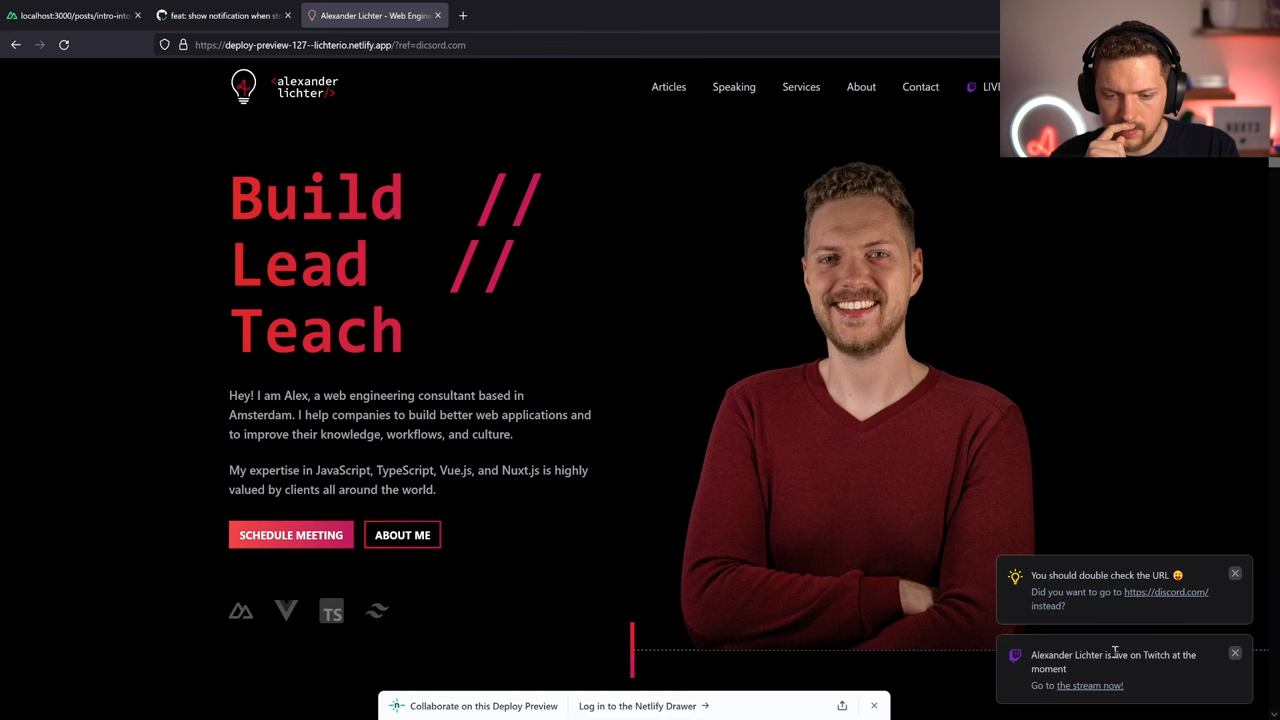 localhost:3000/posts/intro-into
feat: show notification when st
Alexander Lichter - Web Engine
https://deploy-preview-127--lichterio.netlify.app/?ref=dicsord.com
<alexander
lichter/>
Articles
Speaking
Services
About
Contact
LIVE
Build //
Lead //
Teach
Hey! I am Alex, a web engineering consultant based in
Amsterdam. I help companies to build better web applications and
to improve their knowledge, workflows, and culture.
My expertise in JavaScript, TypeScript, Vue.js, and Nuxt.js is highly
valued by clients all around the world.
SCHEDULE MEETING
ABOUT ME
TS
You should double check the URL 😛
Did you want to go to https://discord.com/
instead?
Alexander Lichter is live on Twitch at the
moment
Go to the stream now!
Collaborate on this Deploy Preview
Log in to the Netlify Drawer →